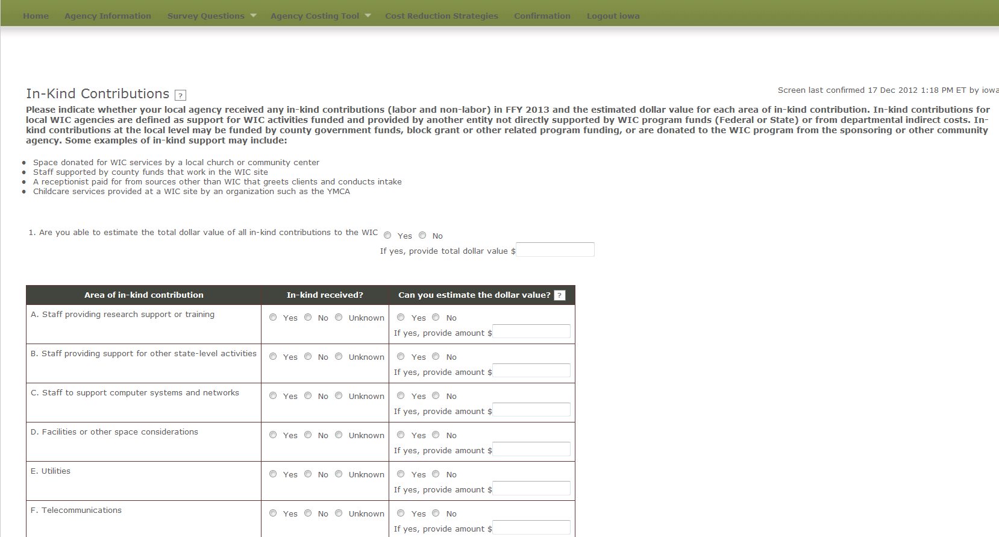 Home Agency Information Survey Questions Agency Costing Tool Cost Reduction Strategies Confirmation Logout iowa
Screen last confirmed 17 Dec 2012 1:18 PM ET by iowa
In-Kind Contributions ?
Please indicate whether your local agency received any in-kind contributions (labor and non-labor) in FFY 2013 and the estimated dollar value for each area of in-kind contribution. In-kind contributions for
local WIC agencies are defined as support for WIC activities funded and provided by another entity not directly supported by WIC program funds (Federal or State) or from departmental indirect costs. In-
kind contributions at the local level may be funded by county government funds, block grant or other related program funding, or are donated to the WIC program from the sponsoring or other community
agency. Some examples of in-kind support may include:
• Space donated for WIC services by a local church or community center
• Staff supported by county funds that work in the WIC site
• A receptionist paid for from sources other than WIC that greets clients and conducts intake
• Childcare services provided at a WIC site by an organization such as the YMCA
1. Are you able to estimate the total dollar value of all in-kind contributions to the WIC Yes No
If yes, provide total dollar value $
Area of in-kind contribution In-kind received? Can you estimate the dollar value? ?
A. Staff providing research support or training Yes No Unknown Yes No
If yes, provide amount $
B. Staff providing support for other state-level activities Yes No Unknown Yes No
If yes, provide amount $
C. Staff to support computer systems and networks Yes No Unknown Yes No
If yes, provide amount $
D. Facilities or other space considerations Yes No Unknown Yes No
If yes, provide amount $
E. Utilities Yes No Unknown Yes No
If yes, provide amount $
F. Telecommunications Yes No Unknown Yes No
If yes, provide amount $